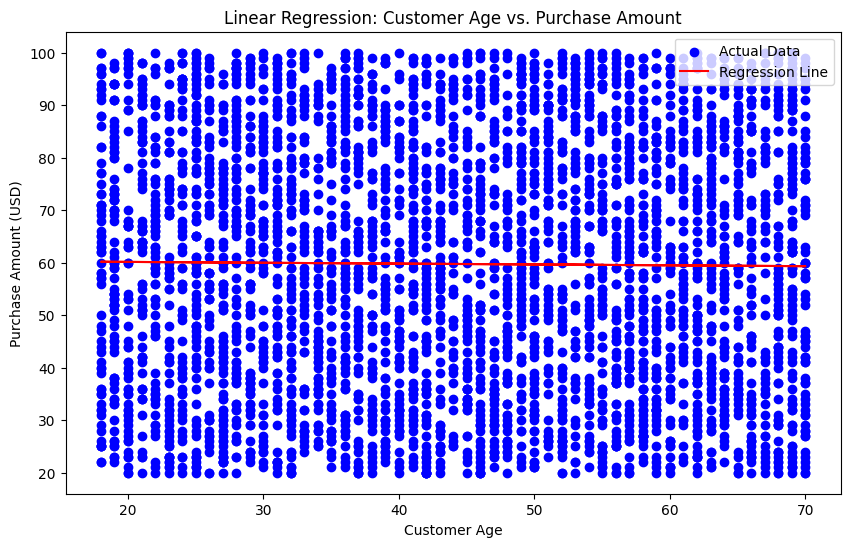 Linear Regression: Customer Age vs. Purchase Amount
Actual Data
Regression Line
100
90
80
70
60
50
40
30
20
Purchase Amount (USD)
20 30 40 50 60 70
Customer Age